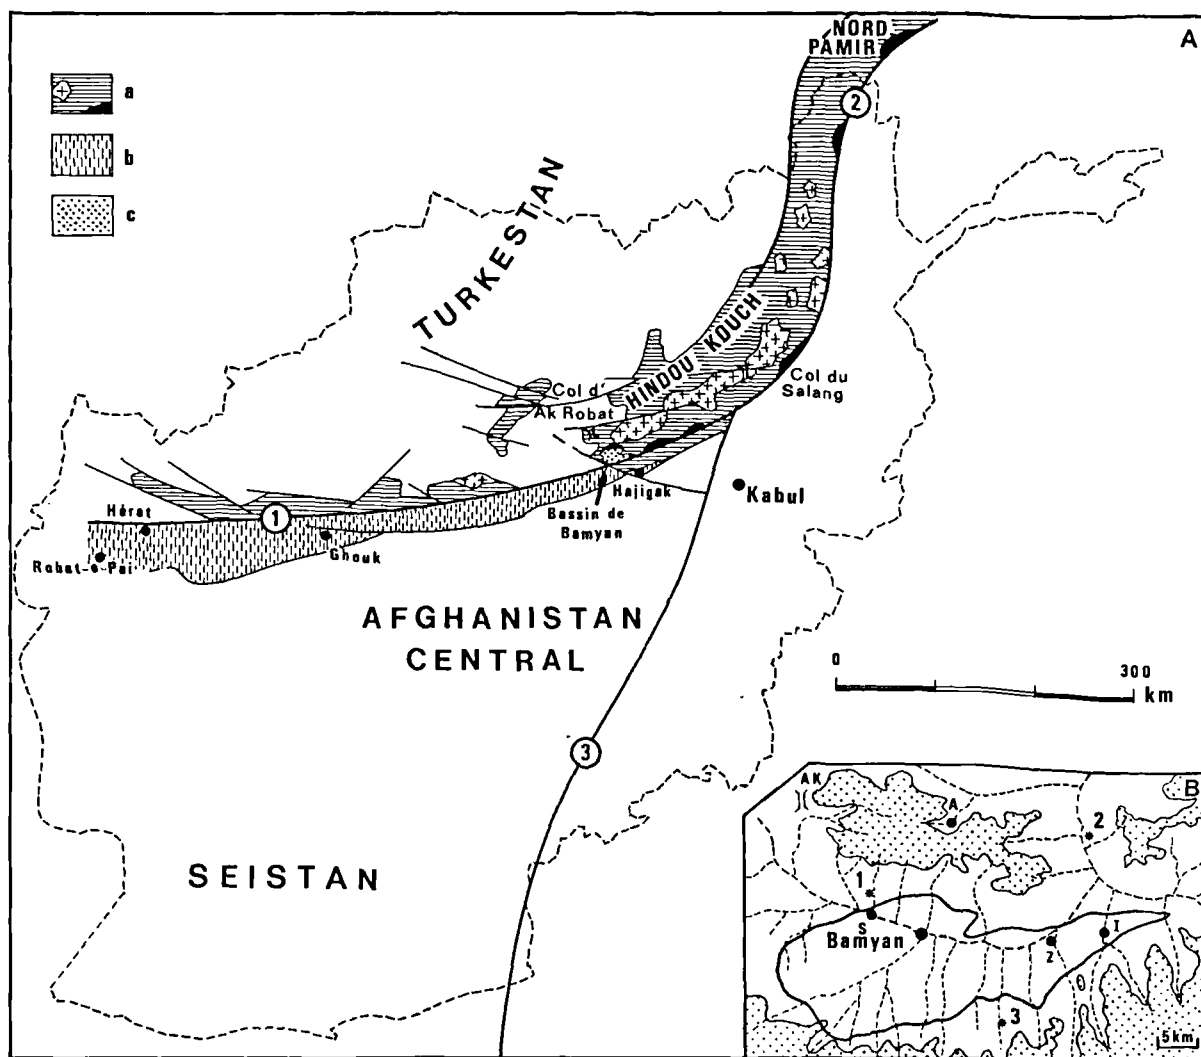 A
NORD
PAMIR
2
a
b
c
TURKESTAN
HINDOU KOUCH
Col d'
Ak Robat
Col du
Salang
Hajigak
Kabul
Bassin de
Bamyan
Hérat
1
Ghouk
Robat-e-Pai
AFGHANISTAN
CENTRAL
0
300
km
3
SEISTAN
B
AK
A
2
1
S
Bamyan
Z
I
3
5km